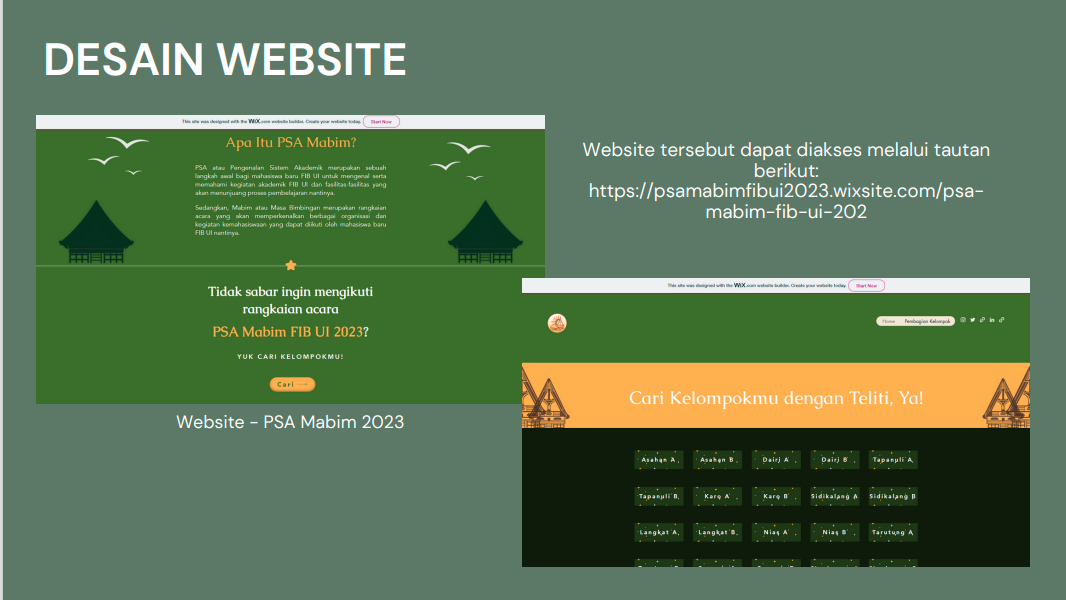 DESAIN WEBSITE
This site was designed with the WiX.com website builder. Create your website today. Start Now
Apa Itu PSA Mabim?
PSA atau Pengenalan Sistem Akademik merupakan sebuah
langkah awal bagi mahasiswa baru FIB UI untuk mengenal serta
memahami kegiatan akademik FIB UI dan fasilitas-fasilitas yang
akan menunjang proses pembelajaran nantinya.
Sedangkan, Mabim atau Masa Bimbingan merupakan rangkaian
acara yang akan memperkenalkan berbagai organisasi dan
kegiatan kemahasiswaan yang dapat diikuti oleh mahasiswa baru
FIB UI nantinya.
Tidak sabar ingin mengikuti
rangkaian acara
PSA Mabim FIB UI 2023?
YUK CARI KELOMPOKMU!
Cari
Website - PSA Mabim 2023
Website tersebut dapat diakses melalui tautan
berikut:
https://psamabimfibui2023.wixsite.com/psa-
mabim-fib-ui-202
This site was designed with the WiX.com website builder. Create your website today. Start Now
Home Pembagian Kelompok
Cari Kelompokmu dengan Teliti, Ya!
Asahan A Asahan B Dairi A Dairi B Tapanuli A
Tapanuli B Karo A Karo B Sidikalang A Sidikalang B
Langkat A Langkat B Nias A Nias B Tarutung A